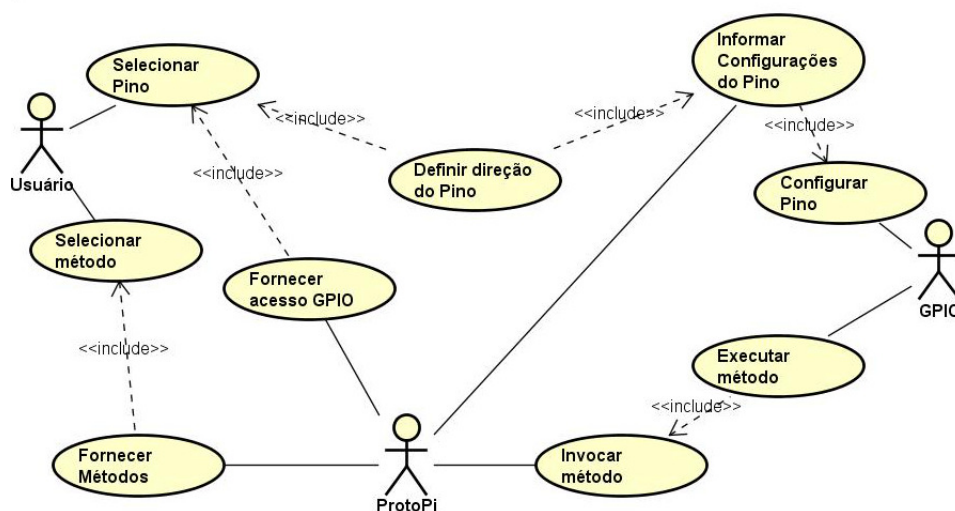 Selecionar
Pino
Informar
Configurações
do Pino
<<include>>
<<include>>
<<include>>
<<include>>
Definir direção
do Pino
Configurar
Pino
Usuário
Selecionar
método
Fornecer
acesso GPIO
GPIO
<<include>>
Executar
método
<<include>>
Fornecer
Métodos
Invocar
método
ProtoPi